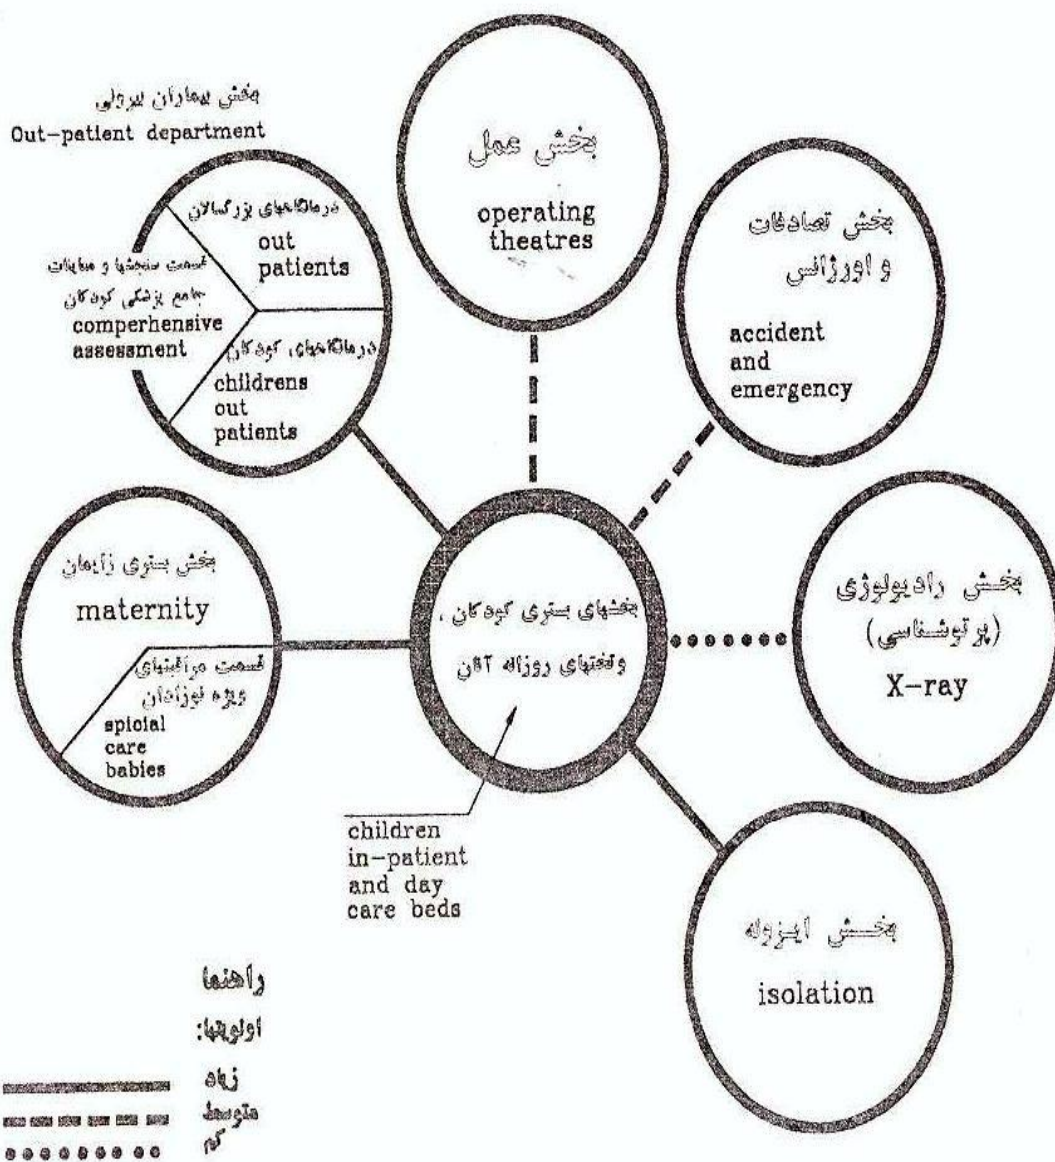 بخش بیماران بیرونی
Out-patient department
درمانگاههای بزرگسالان
out
patients
قسمت سنجشها و معاینات
جامع پزشکی کودکان
comperhensive
assessment
درمانگاههای کودکان
childrens
out
patients
بخش عمل
operating
theatres
بخش تصادفات
و اورژانس
accident
and
emergency
بخش بستری زایمان
maternity
قسمت مراقبتهای
ویژه نوزادان
spicial
care
babies
بخشهای بستری کودکان ،
و تختهای روزانه آنان
children
in-patient
and day
care beds
بخش رادیولوژی
(پرتوشناسی)
X-ray
بخش ایزوله
isolation
راهنما
اولویتها:
زیاد
متوسط
کم